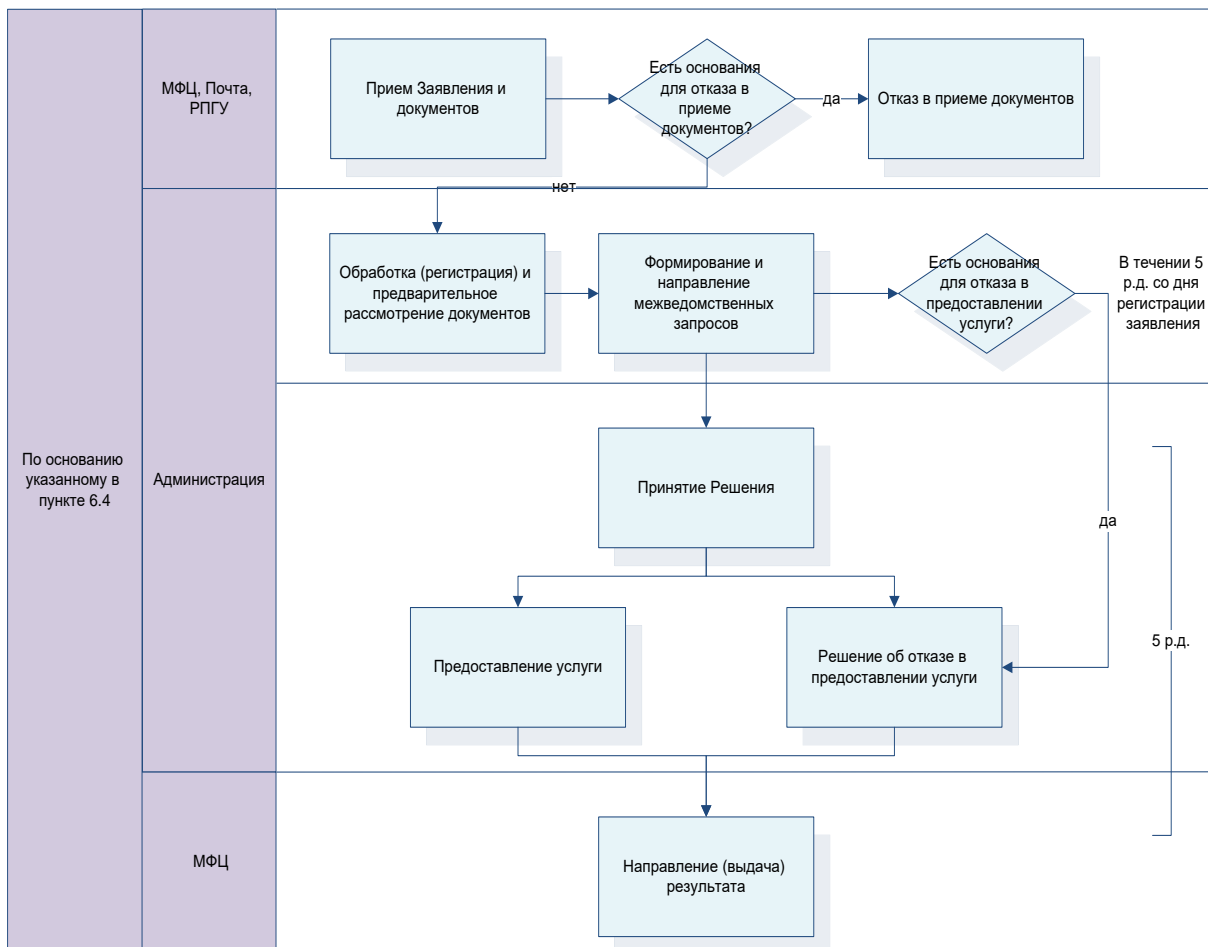 По основанию
указанному в
пункте 6.4
МФЦ, Почта,
РПГУ
Прием Заявления и
документов
Есть основания
для отказа в
приеме
документов?
да
Отказ в приеме документов
нет
Администрация
Обработка (регистрация) и
предварительное
рассмотрение документов
Формирование и
направление
межведомственных
запросов
Есть основания
для отказа в
предоставлении
услуги?
В течении 5
р.д. со дня
регистрации
заявления
Принятие Решения
да
Предоставление услуги
Решение об отказе в
предоставлении услуги
5 р.д.
МФЦ
Направление (выдача)
результата